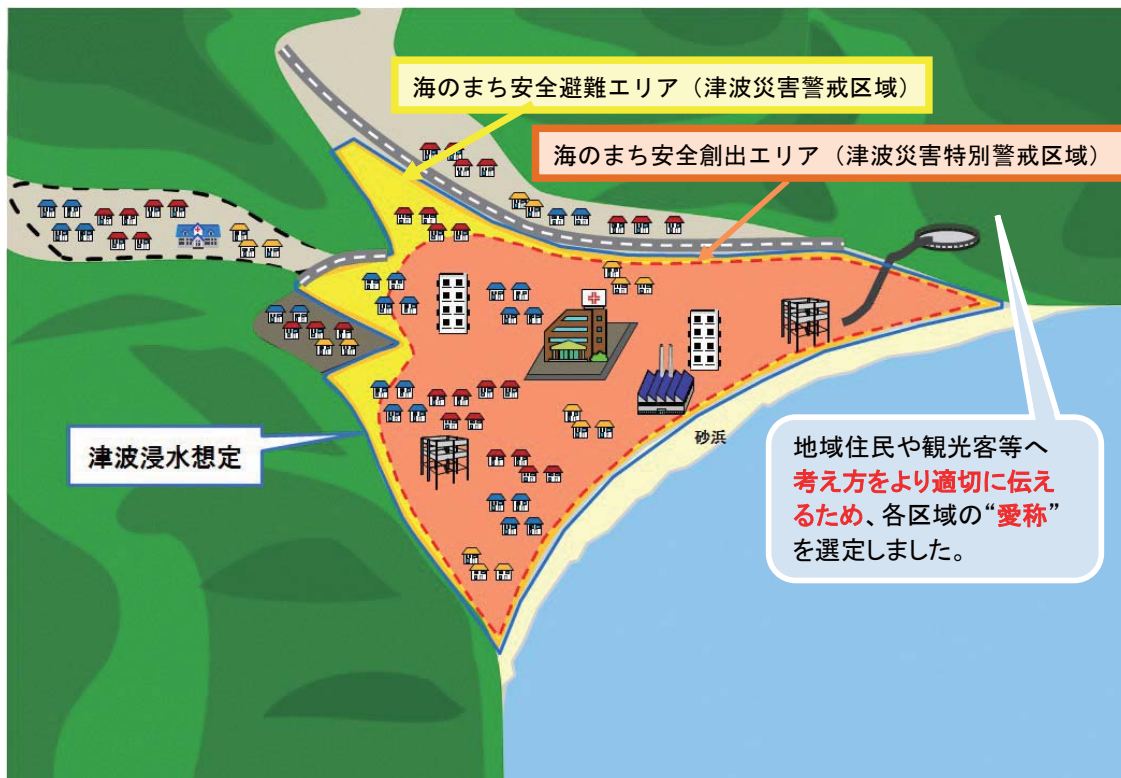 海のまち安全避難エリア（津波災害警戒区域）
海のまち安全創出エリア（津波災害特別警戒区域）
津波浸水想定
砂浜
地域住民や観光客等へ
考え方をより適切に伝え
るため、各区域の“愛称”
を選定しました。